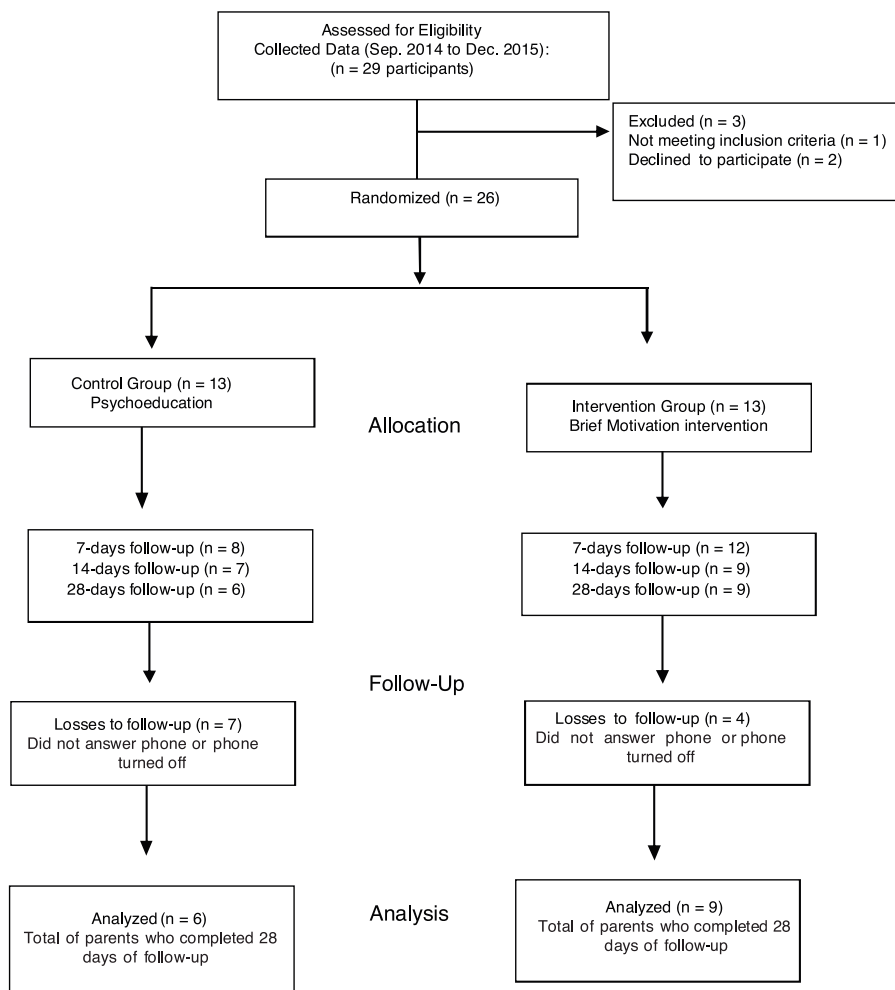 Assessed for Eligibility
Collected Data (Sep. 2014 to Dec. 2015):
(n = 29 participants)
Excluded (n = 3)
Not meeting inclusion criteria (n = 1)
Declined to participate (n = 2)
Randomized (n = 26)
Control Group (n = 13)
Psychoeducation
Allocation
Intervention Group (n = 13)
Brief Motivation intervention
7-days follow-up (n = 8)
14-days follow-up (n = 7)
28-days follow-up (n = 6)
7-days follow-up (n = 12)
14-days follow-up (n = 9)
28-days follow-up (n = 9)
Follow-Up
Losses to follow-up (n = 7)
Did not answer phone or phone
turned off
Losses to follow-up (n = 4)
Did not answer phone or phone
turned off
Analysis
Analyzed (n = 6)
Total of parents who completed 28
days of follow-up
Analyzed (n = 9)
Total of parents who completed 28
days of follow-up